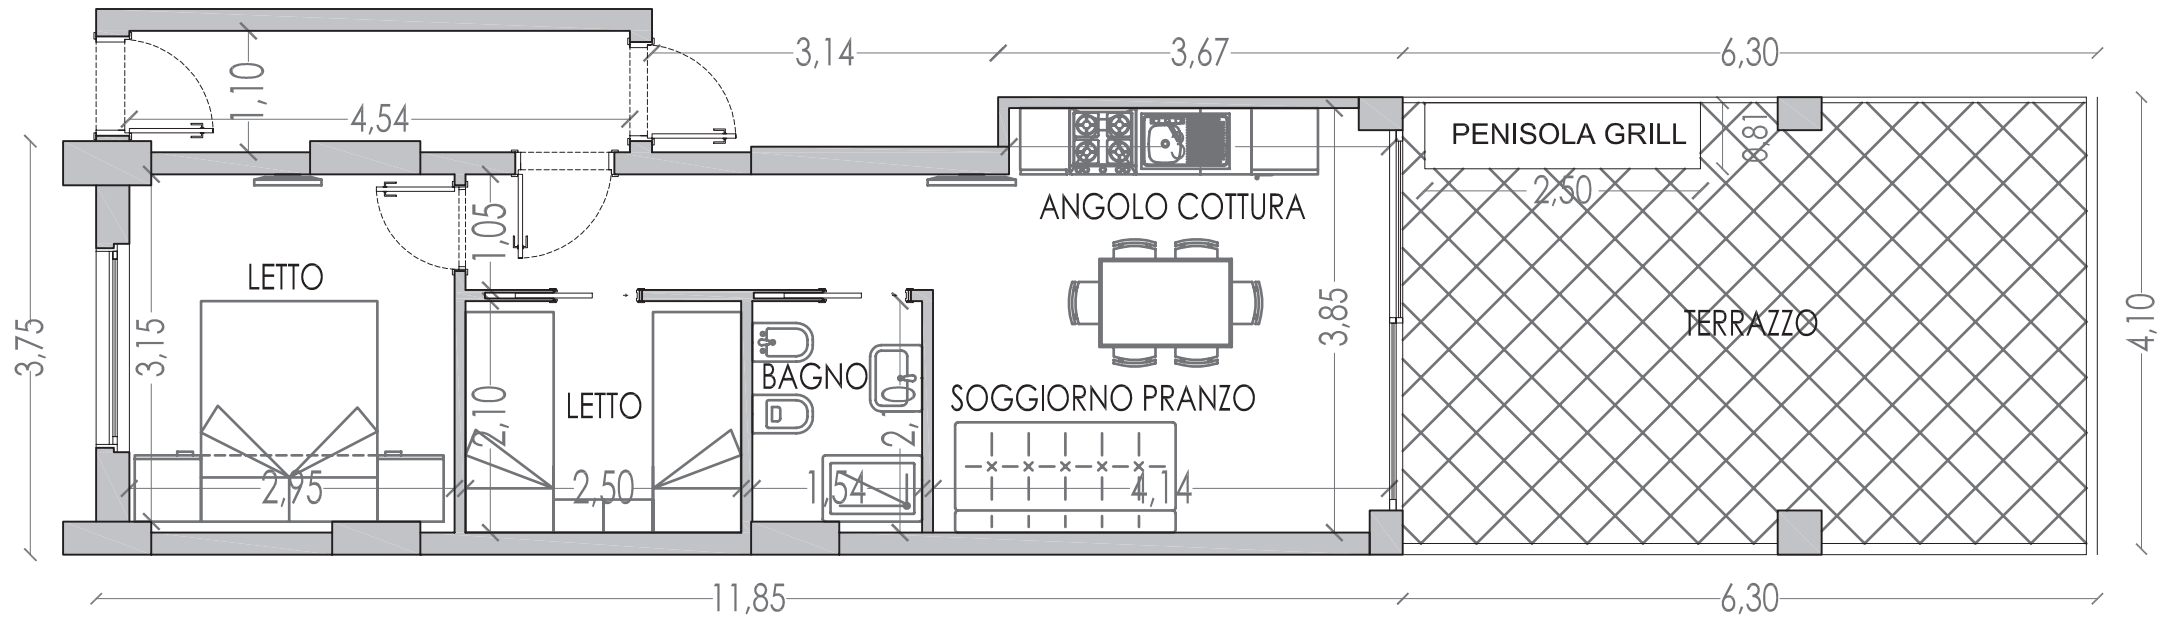 3,14
3,67
6,30
1,10
4,54
PENISOLA GRILL
0,81
2,50
ANGOLO COTTURA
1,05
LETTO
3,75
3,15
3,85
TERRAZZO
4,10
BAGNO
LETTO
2,10
2,10
SOGGIORNO PRANZO
2,95
2,50
1,54
4,14
11,85
6,30